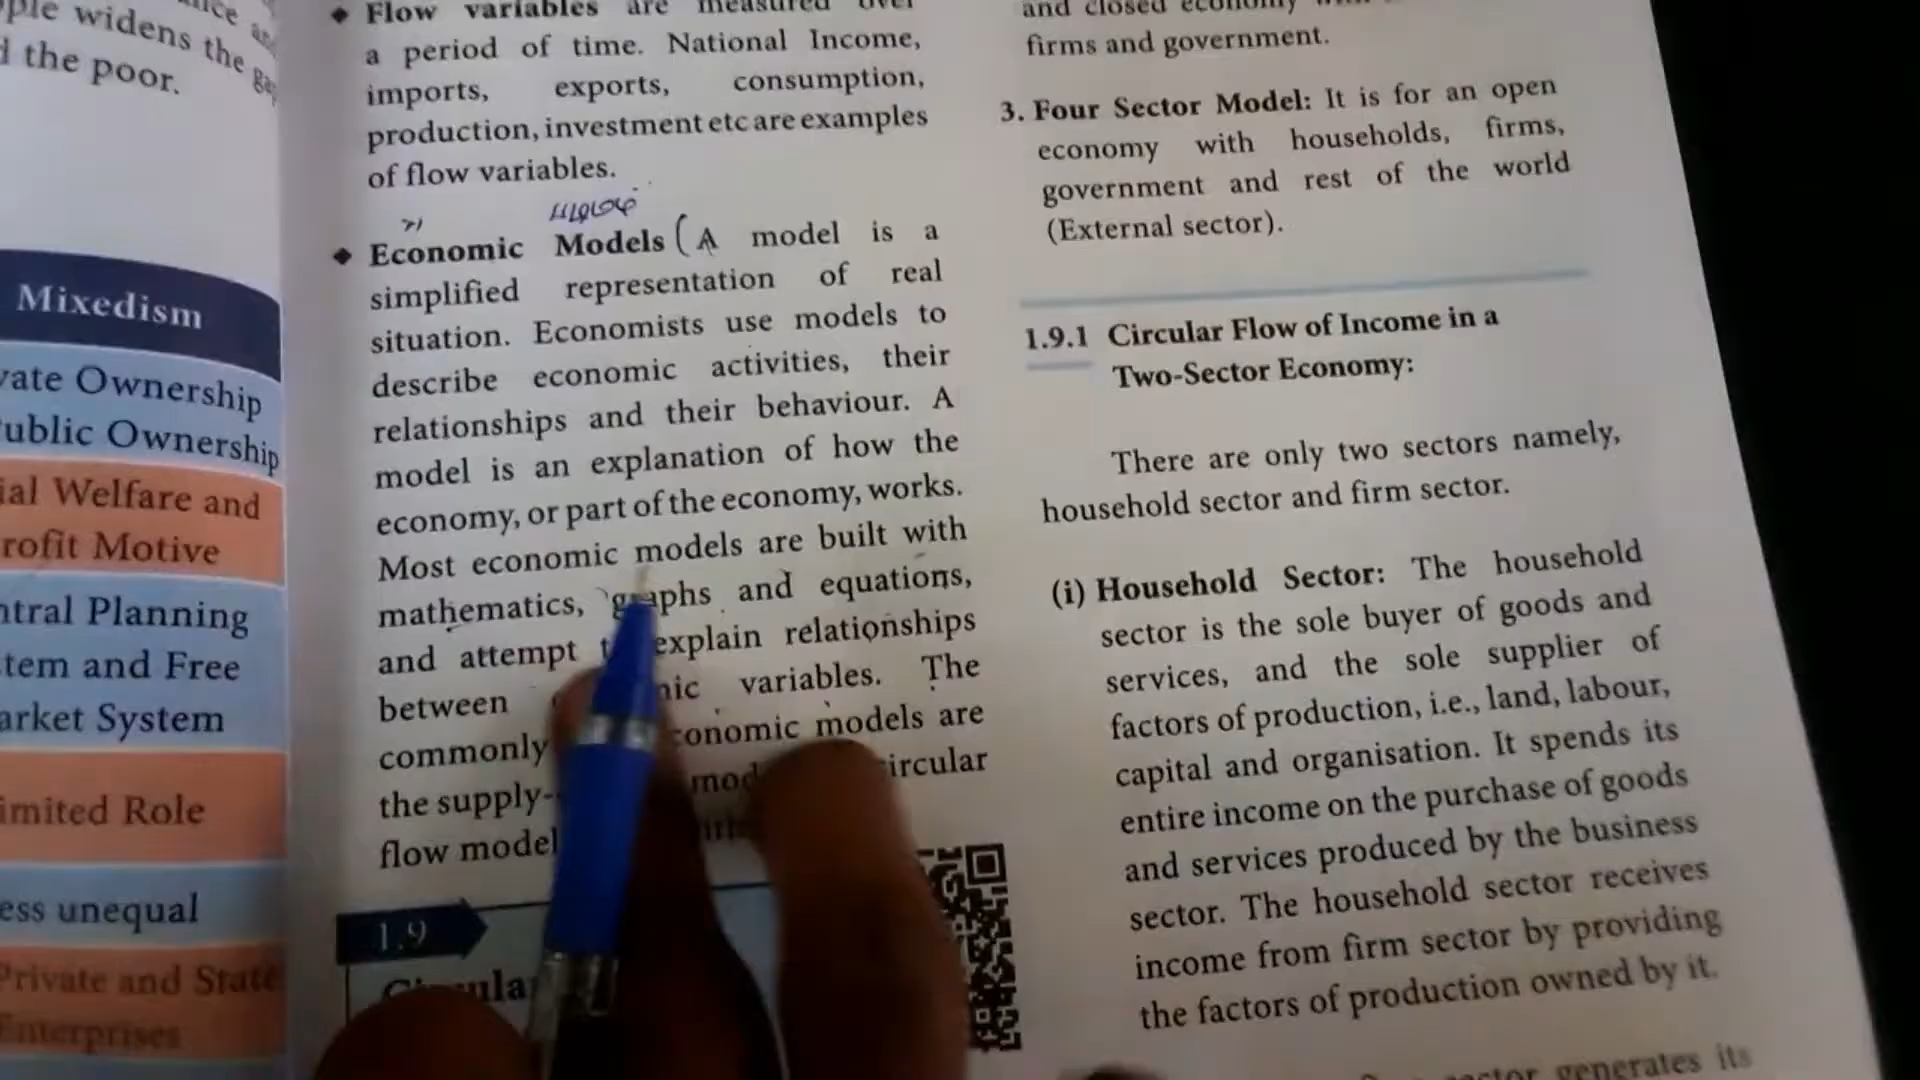 ple widens the gap
d the poor.
Mixedism
vate Ownership
ublic Ownership
ial Welfare and
rofit Motive
ntral Planning
tem and Free
arket System
imited Role
ess unequal
Private and State
Enterprises
◆ Flow variables are measured over
a period of time. National Income,
imports, exports, consumption,
production, investment etc are examples
of flow variables.
◆ Economic Models (A model is a
simplified representation of real
situation. Economists use models to
describe economic activities, their
relationships and their behaviour. A
model is an explanation of how the
economy, or part of the economy, works.
Most economic models are built with
mathematics, graphs and equations,
and attempt explain relationships
between variables. The
commonly economic models are
the supply- circular
flow model
1.9
and closed economy
firms and government.
3. Four Sector Model: It is for an open
economy with households, firms,
government and rest of the world
(External sector).
1.9.1 Circular Flow of Income in a
Two-Sector Economy:
There are only two sectors namely,
household sector and firm sector.
(i) Household Sector: The household
sector is the sole buyer of goods and
services, and the sole supplier of
factors of production, i.e., land, labour,
capital and organisation. It spends its
entire income on the purchase of goods
and services produced by the business
sector. The household sector receives
income from firm sector by providing
the factors of production owned by it.
sector generates its